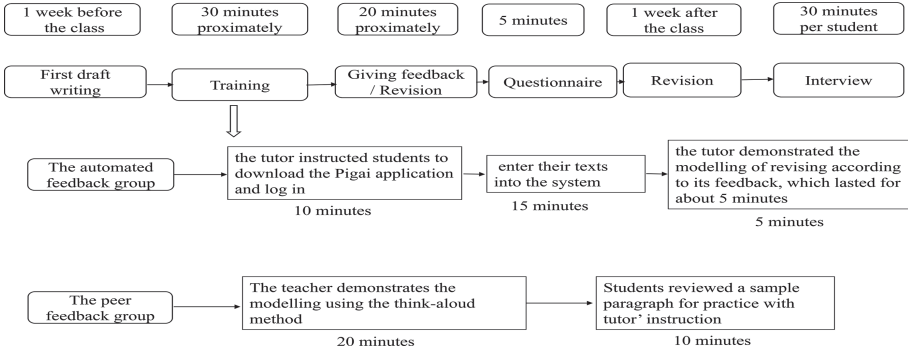 1 week before
the class
30 minutes
proximately
20 minutes
proximately
5 minutes
1 week after
the class
30 minutes
per student
First draft
writing
Training
Giving feedback
/ Revision
Questionnaire
Revision
Interview
The automated
feedback group
the tutor instructed students to
download the Pigai application
and log in
10 minutes
enter their texts
into the system
15 minutes
the tutor demonstrated the
modelling of revising according
to its feedback, which lasted for
about 5 minutes
5 minutes
The peer
feedback group
The teacher demonstrates the
modelling using the think-aloud
method
20 minutes
Students reviewed a sample
paragraph for practice with
tutor’ instruction
10 minutes